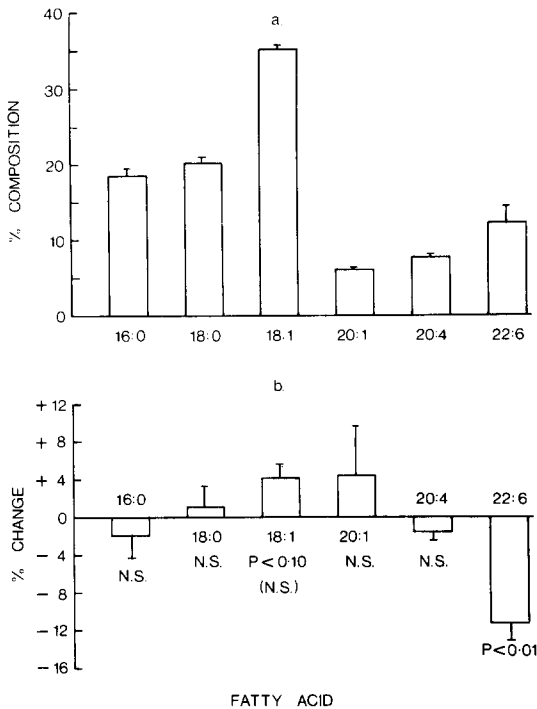 a.
40
30
20
10
0
% COMPOSITION
16:0 18:0 18:1 20:1 20:4 22:6
b.
+ 12
+ 8
+ 4
0
- 4
- 8
- 12
- 16
% CHANGE
16:0 20:4 22:6
18:0 18:1 20:1
N.S. N.S. P<0·10 N.S. N.S.
(N.S.)
P<0·01
FATTY ACID